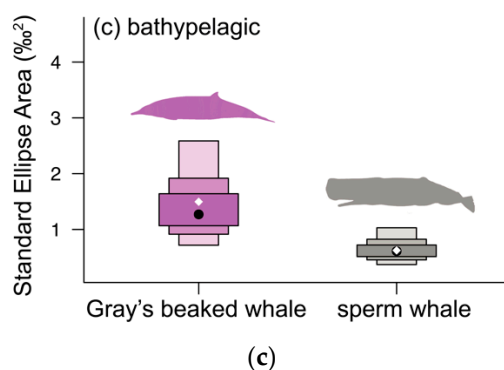 (c) bathypelagic
Standard Ellipse Area (‰²)
4
3
2
1
Gray's beaked whale
sperm whale
(c)